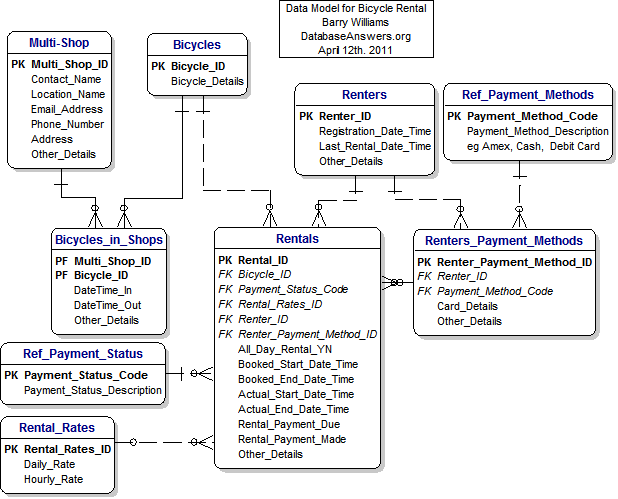 Data Model for Bicycle Rental
Barry Williams
DatabaseAnswers.org
April 12th. 2011
Multi-Shop
PK Multi_Shop_ID
Contact_Name
Location_Name
Email_Address
Phone_Number
Address
Other_Details
Bicycles
PK Bicycle_ID
Bicycle_Details
Renters
PK Renter_ID
Registration_Date_Time
Last_Rental_Date_Time
Other_Details
Ref_Payment_Methods
PK Payment_Method_Code
Payment_Method_Description
eg Amex, Cash, Debit Card
Bicycles_in_Shops
PF Multi_Shop_ID
PF Bicycle_ID
DateTime_In
DateTime_Out
Other_Details
Rentals
PK Rental_ID
FK Bicycle_ID
FK Payment_Status_Code
FK Rental_Rates_ID
FK Renter_ID
FK Renter_Payment_Method_ID
All_Day_Rental_YN
Booked_Start_Date_Time
Booked_End_Date_Time
Actual_Start_Date_Time
Actual_End_Date_Time
Rental_Payment_Due
Rental_Payment_Made
Other_Details
Renters_Payment_Methods
PK Renter_Payment_Method_ID
FK Renter_ID
FK Payment_Method_Code
Card_Details
Other_Details
Ref_Payment_Status
PK Payment_Status_Code
Payment_Status_Description
Rental_Rates
PK Rental_Rates_ID
Daily_Rate
Hourly_Rate